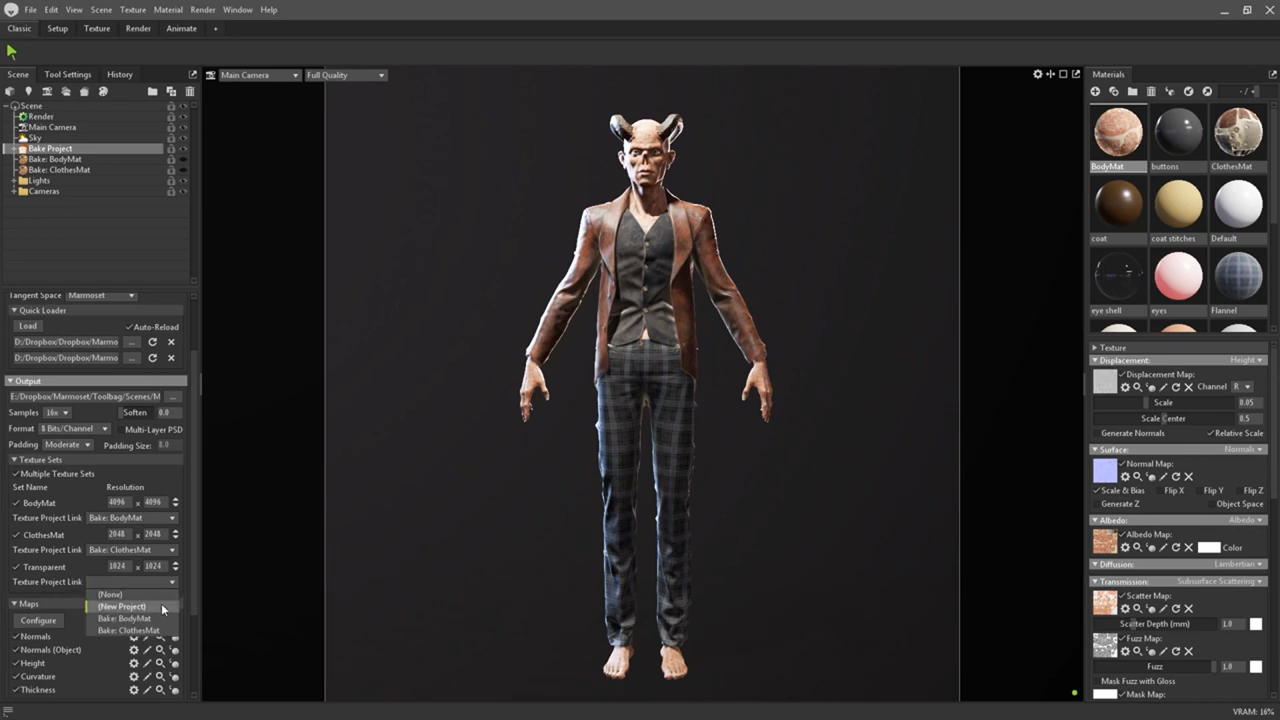 File Edit View Scene Texture Material Render Window Help
Classic Setup Texture Render Animate +
Scene Tool Settings History
Main Camera Full Quality
Materials
- / -
Scene
Render
Main Camera
Sky
Bake Project
Bake: BodyMat
Bake: ClothesMat
Lights
Cameras
BodyMat buttons ClothesMat
coat coat stitches Default
eye shell eyes Flannel
Tangent Space Marmoset
Quick Loader
Load Auto-Reload
D:/Dropbox/Dropbox/Marmo ...
D:/Dropbox/Dropbox/Marmo ...
Output
E:/Dropbox/Marmoset/Toolbag/Scenes/M ...
Samples 16x Soften 0.0
Format 8 Bits/Channel Multi-Layer PSD
Padding Moderate Padding Size: 8.0
Texture Sets
Multiple Texture Sets
Set Name Resolution
BodyMat 4096 x 4096
Texture Project Link Bake: BodyMat
ClothesMat 2048 x 2048
Texture Project Link Bake: ClothesMat
Transparent 1024 x 1024
Texture Project Link
(None)
(New Project)
Bake: BodyMat
Bake: ClothesMat
Maps
Configure
Normals
Normals (Object)
Height
Curvature
Thickness
Texture
Displacement: Height
Displacement Map:
Channel R
Scale 0.05
Scale Center 0.5
Generate Normals Relative Scale
Surface: Normals
Normal Map:
Scale & Bias Flip X Flip Y Flip Z
Generate Z Object Space
Albedo: Albedo
Albedo Map:
Color
Diffusion: Lambertian
Transmission: Subsurface Scattering
Scatter Map:
Scatter Depth (mm) 1.0
Fuzz Map:
Fuzz 1.0
Mask Fuzz with Gloss
Mask Map:
VRAM: 16%